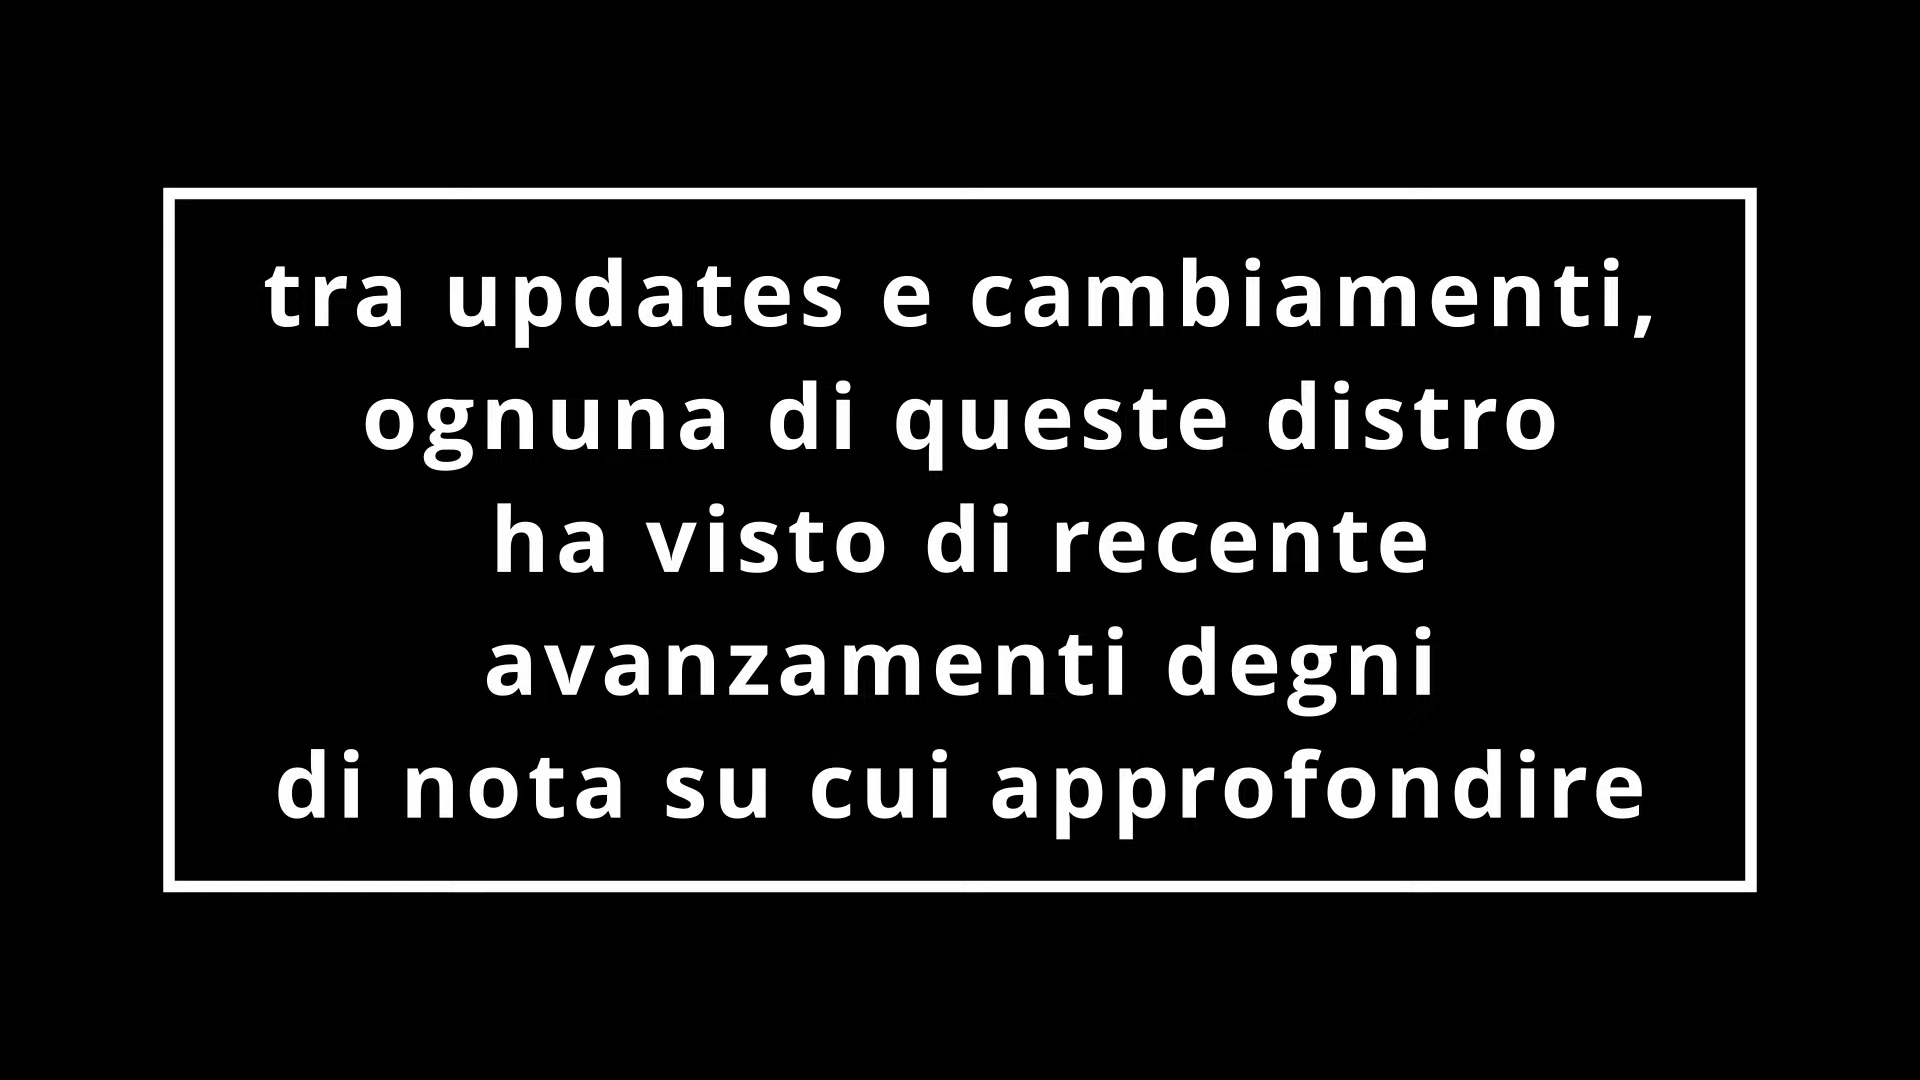 tra updates e cambiamenti,
ognuna di queste distro
ha visto di recente
avanzamenti degni
di nota su cui approfondire